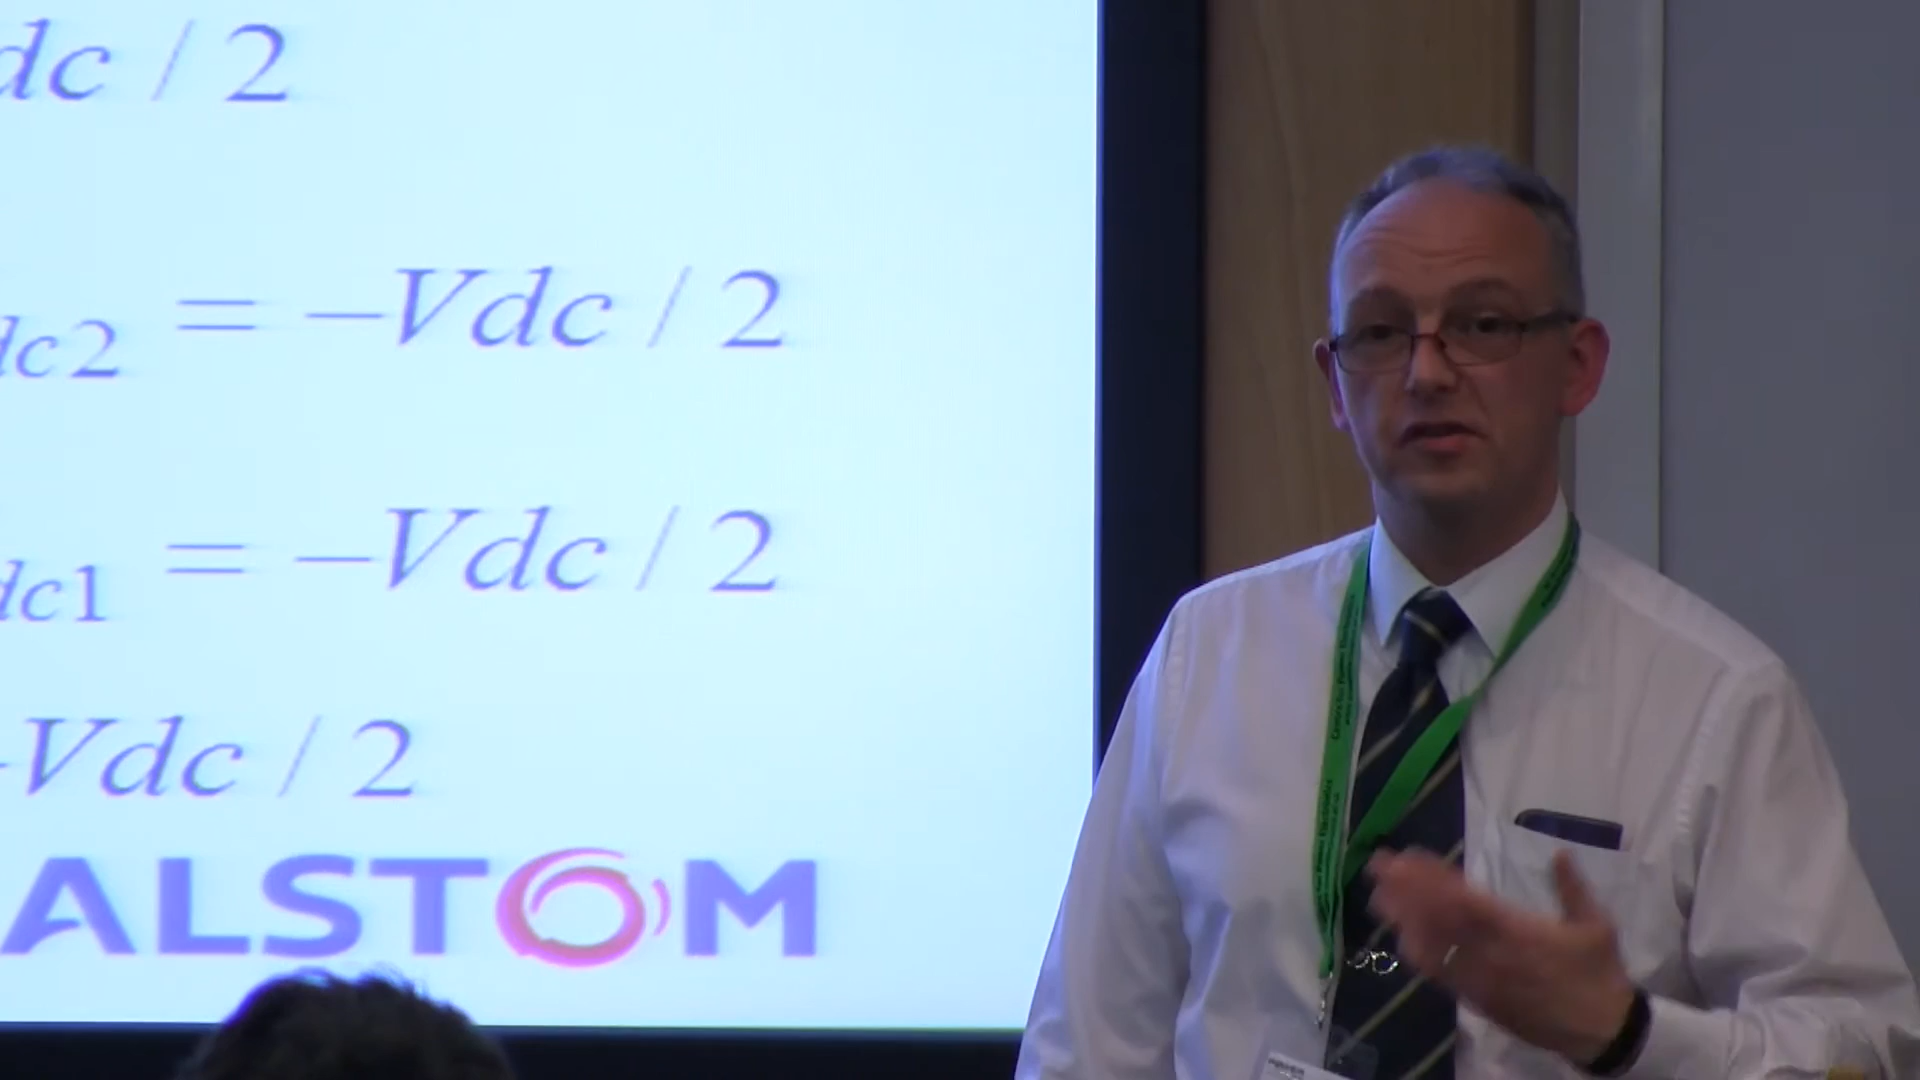 dc / 2
dc2 = −Vdc / 2
dc1 = −Vdc / 2
-Vdc / 2
ALSTOM